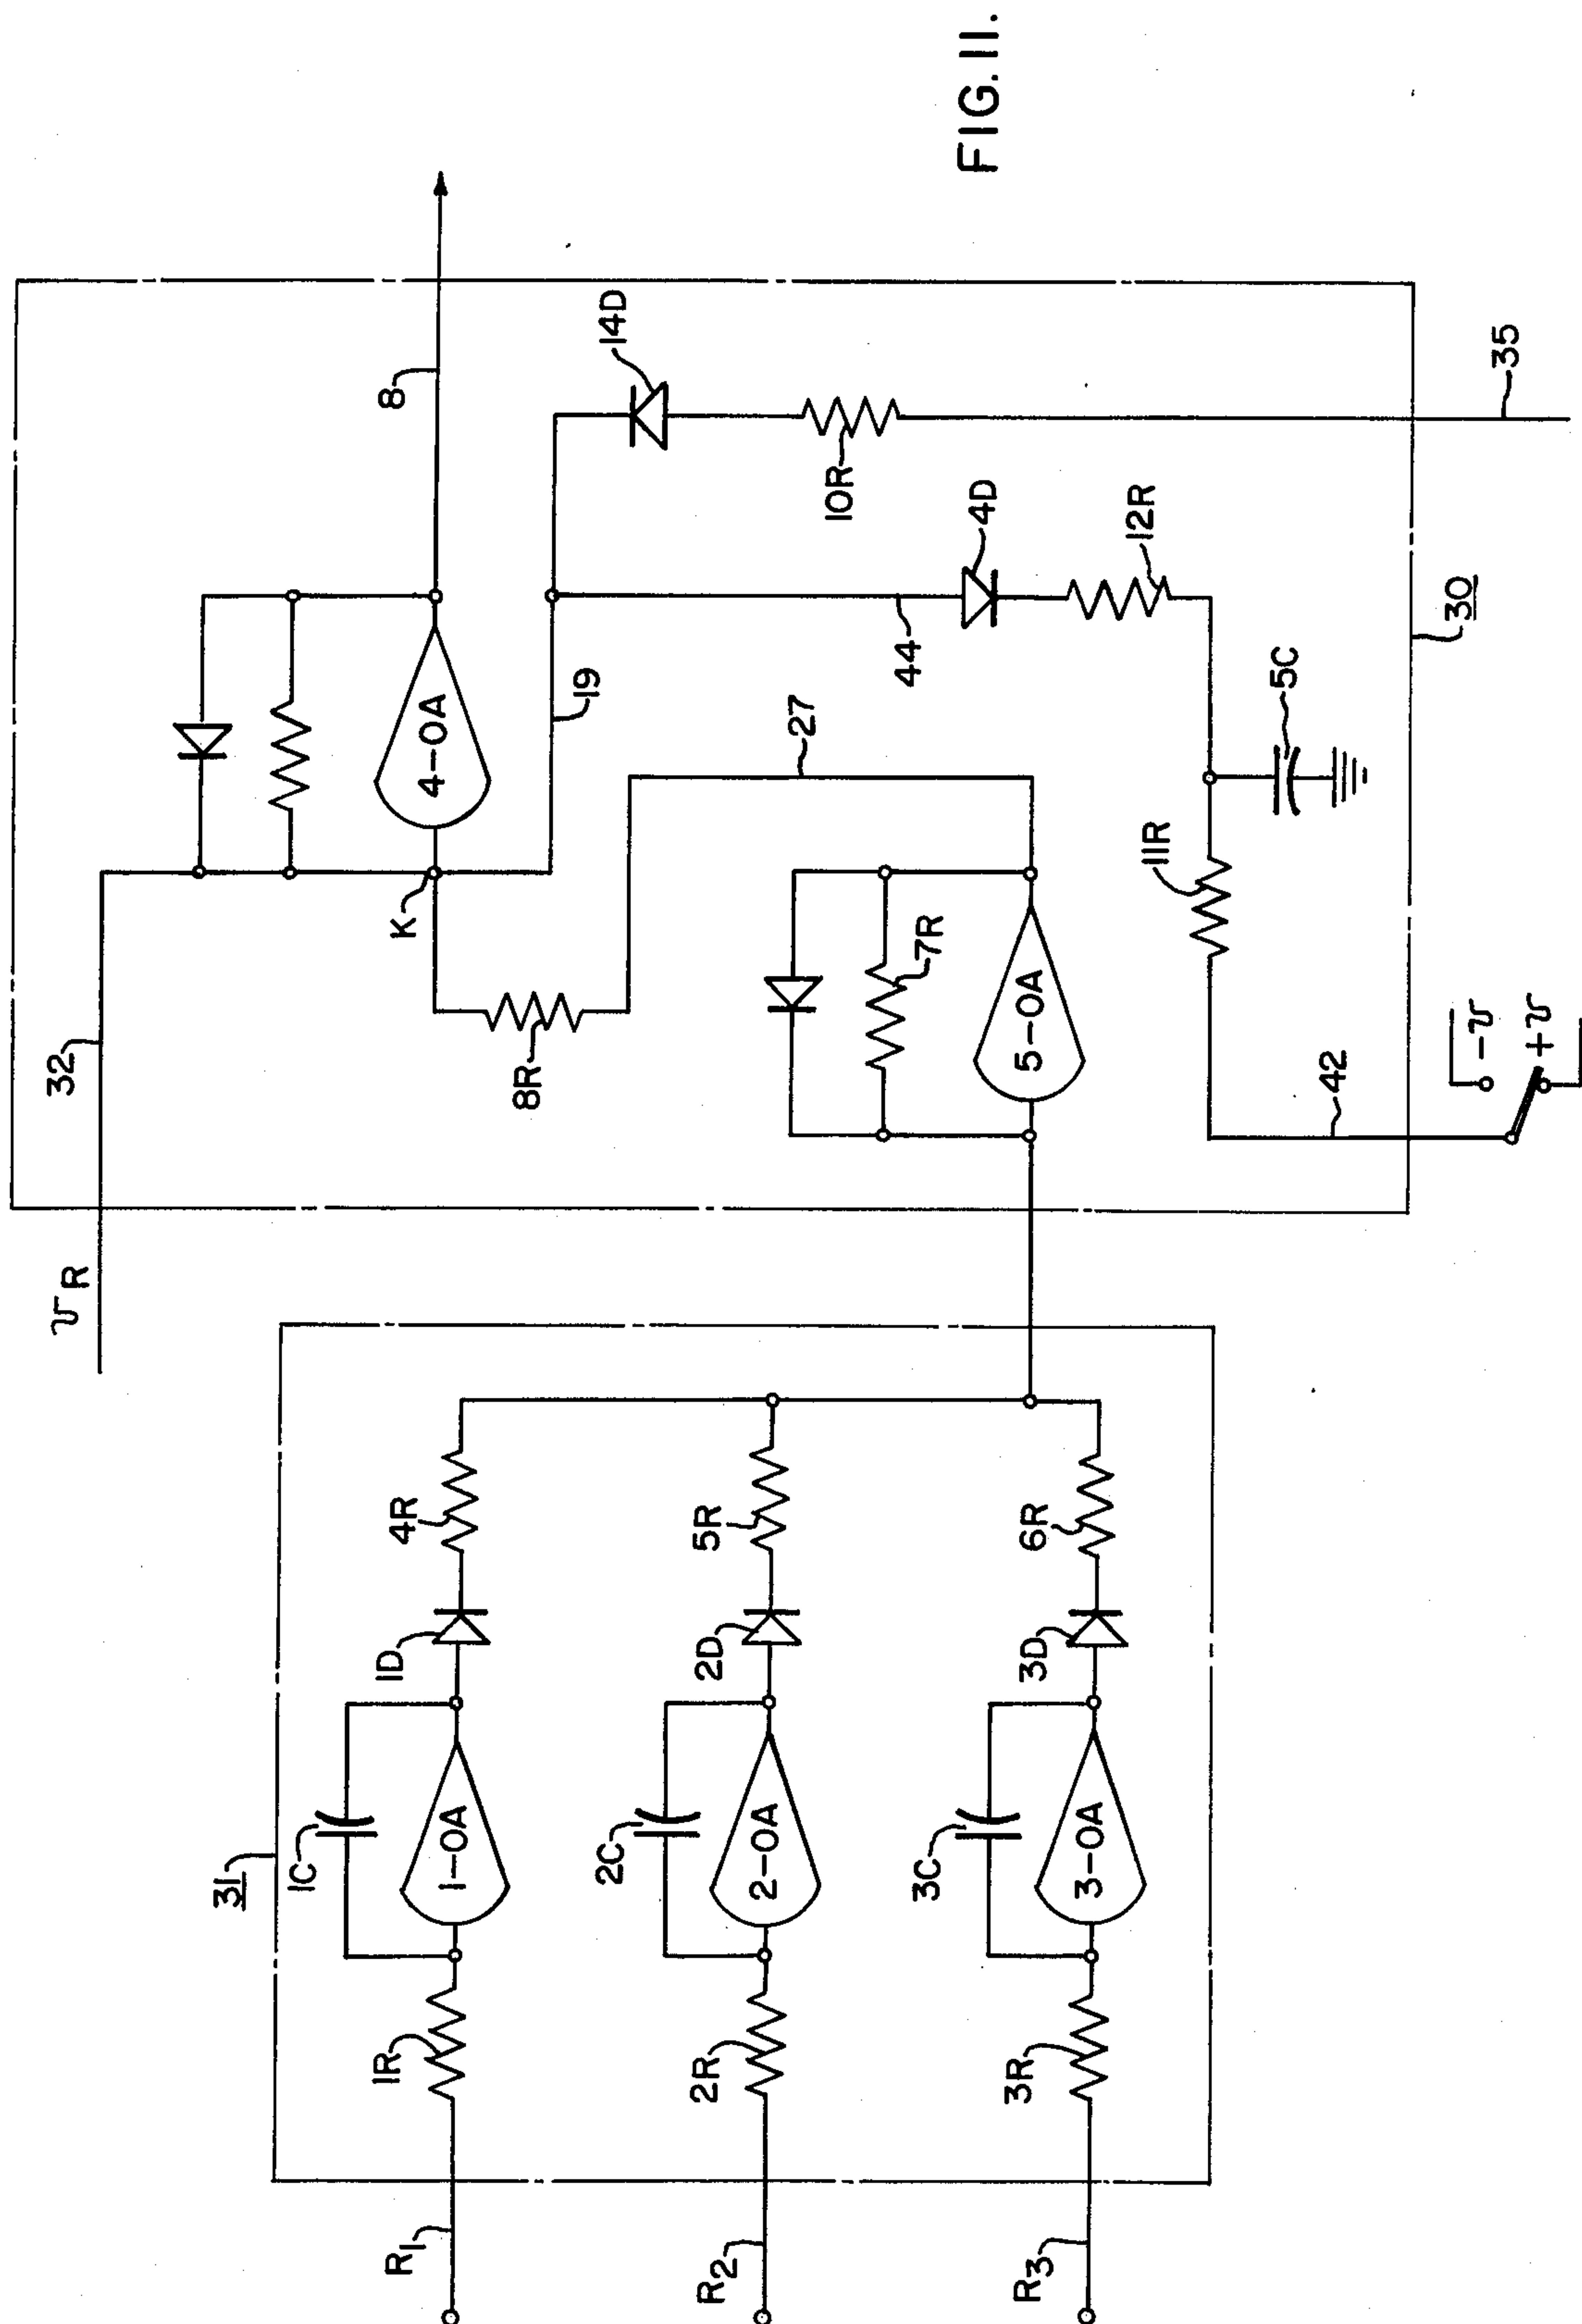 FIG. 11.
8
14D
35
10R
4D
12R
30
44
5C
19
27
4-OA
11R
K
7R
5-OA
8R
32
42
-v
+v
vR
4R
5R
6R
1D
2D
3D
31
1C
1-OA
2C
2-OA
3C
3-OA
1R
2R
3R
R1
R2
R3